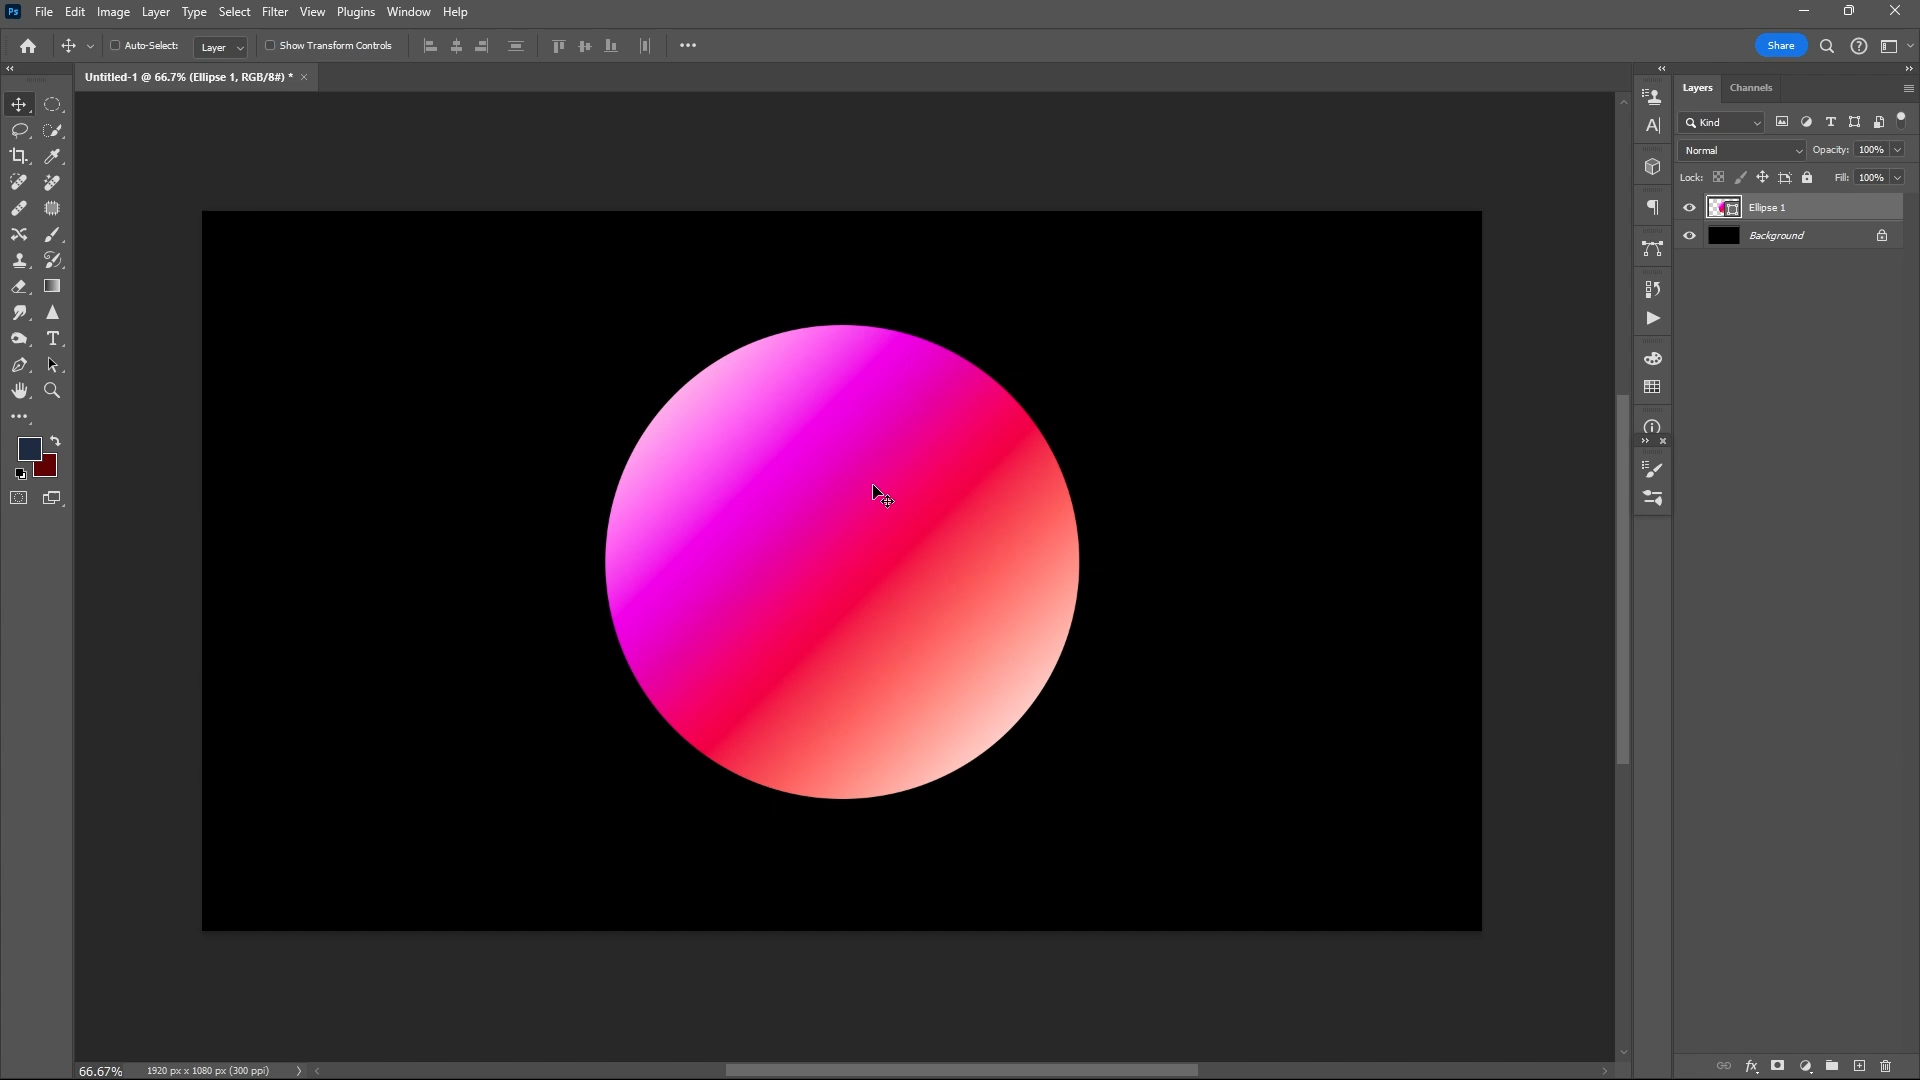 Ps File Edit Image Layer Type Select Filter View Plugins Window Help
Auto-Select: Layer Show Transform Controls Share
Untitled-1 @ 66.7% (Ellipse 1, RGB/8#) *
Layers Channels
Kind
Normal Opacity: 100%
Lock: Fill: 100%
Ellipse 1
Background
66.67% 1920 px x 1080 px (300 ppi)